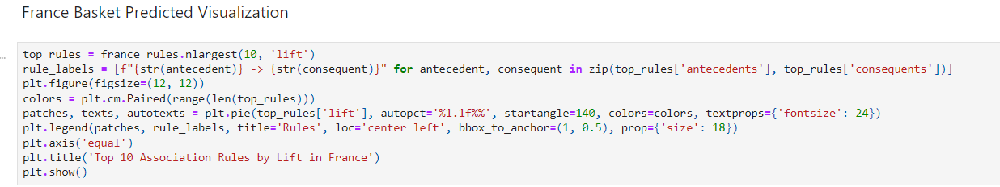 France Basket Predicted Visualization
top_rules = france_rules.nlargest(10, 'lift')
rule_labels = [f"{str(antecedent)} -> {str(consequent)}" for antecedent, consequent in zip(top_rules['antecedents'], top_rules['consequents'])]
plt.figure(figsize=(12, 12))
colors = plt.cm.Paired(range(len(top_rules)))
patches, texts, autotexts = plt.pie(top_rules['lift'], autopct='%1.1f%%', startangle=140, colors=colors, textprops={'fontsize': 24})
plt.legend(patches, rule_labels, title='Rules', loc='center left', bbox_to_anchor=(1, 0.5), prop={'size': 18})
plt.axis('equal')
plt.title('Top 10 Association Rules by Lift in France')
plt.show()